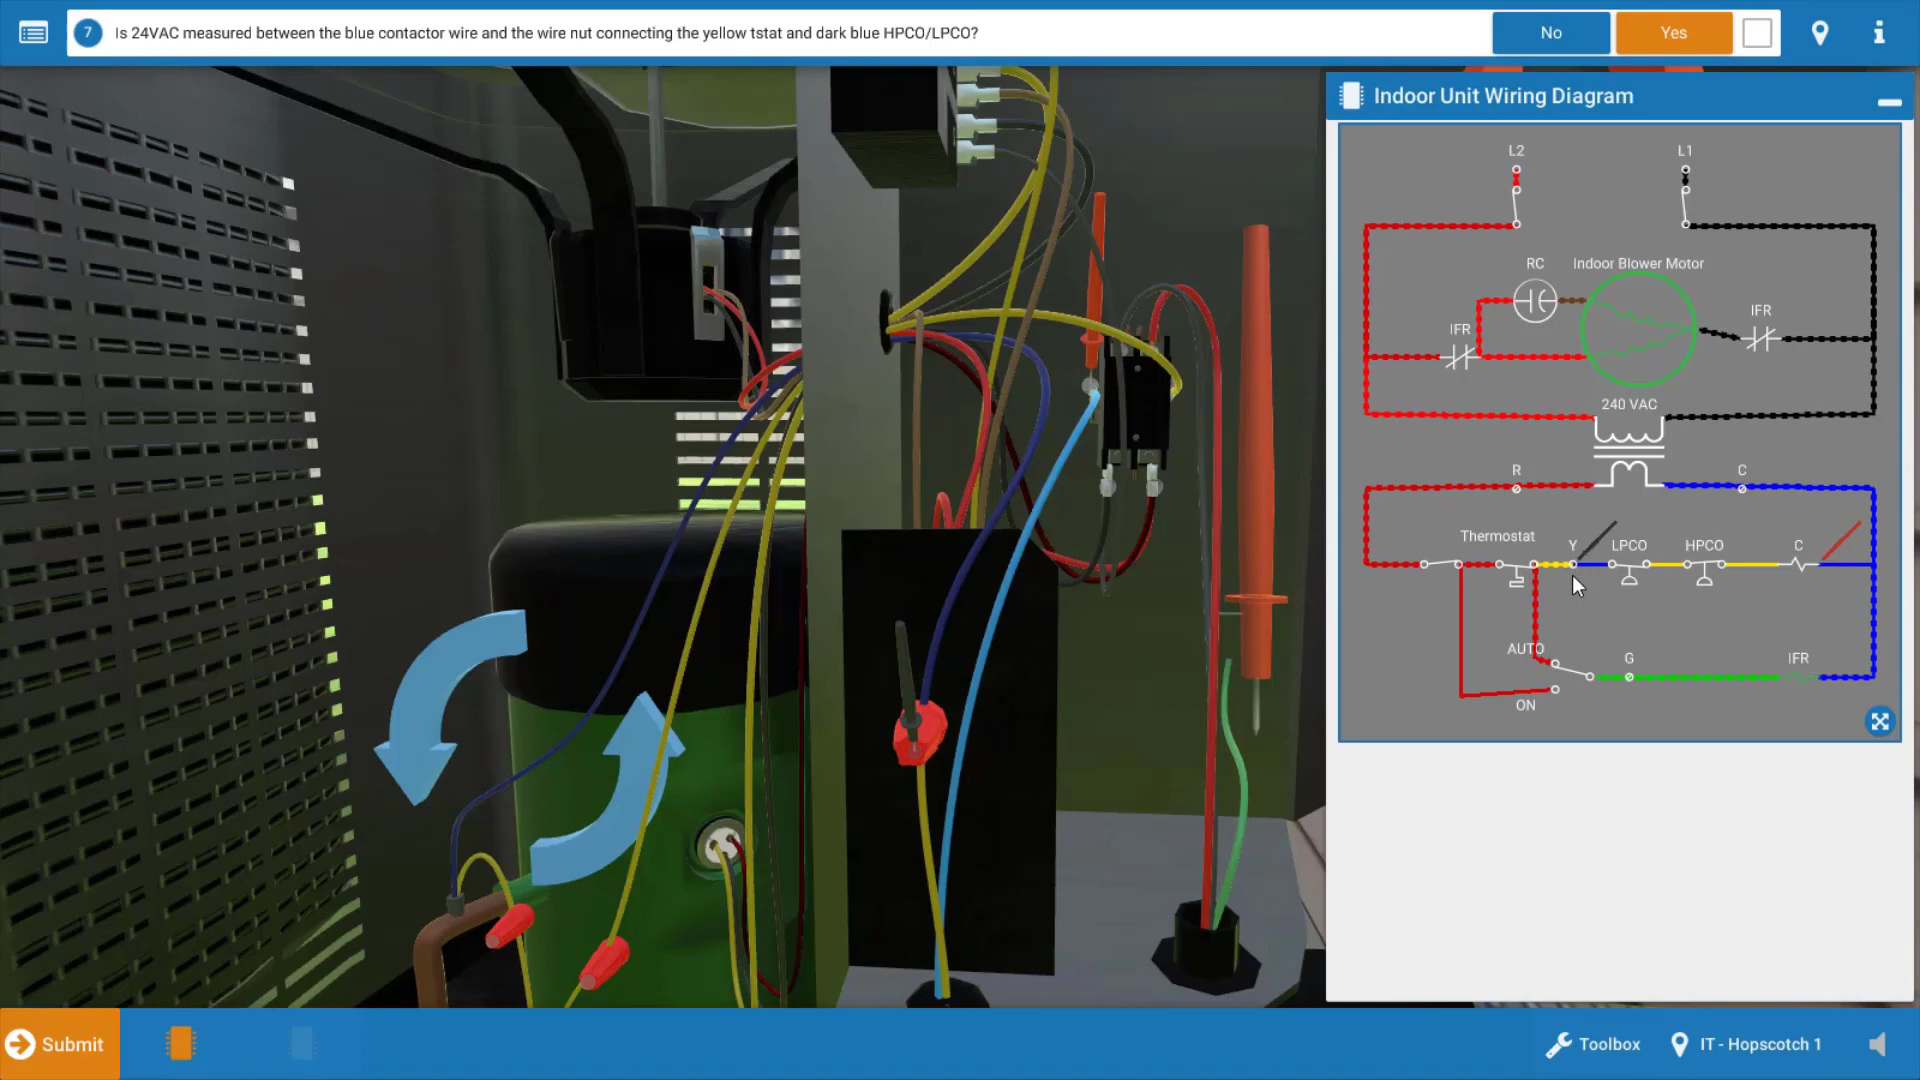 7 Is 24VAC measured between the blue contactor wire and the wire nut connecting the yellow tstat and dark blue HPCO/LPCO? No Yes
Indoor Unit Wiring Diagram
L2 L1
RC Indoor Blower Motor
IFR IFR
240 VAC
R C
Thermostat Y LPCO HPCO C
AUTO G IFR
ON
Submit Toolbox IT - Hopscotch 1